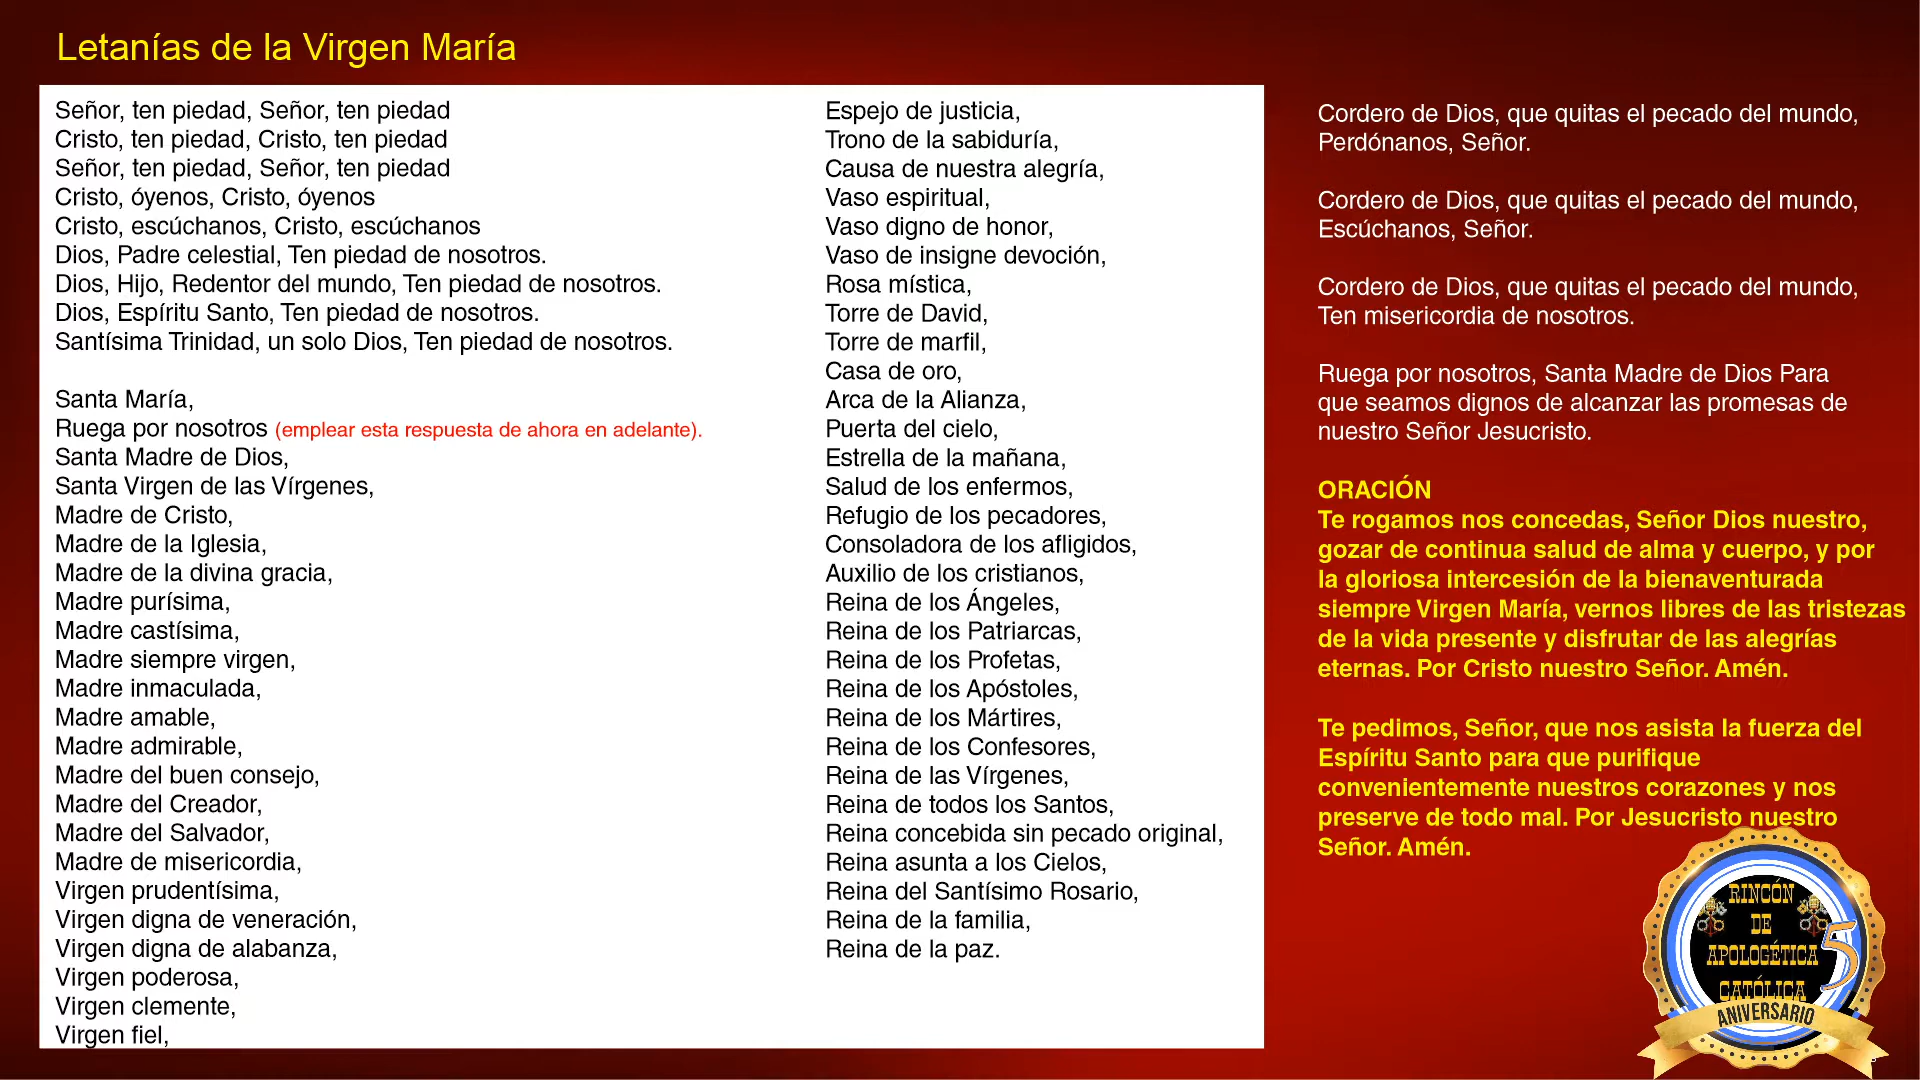 Letanías de la Virgen María
Señor, ten piedad, Señor, ten piedad
Cristo, ten piedad, Cristo, ten piedad
Señor, ten piedad, Señor, ten piedad
Cristo, óyenos, Cristo, óyenos
Cristo, escúchanos, Cristo, escúchanos
Dios, Padre celestial, Ten piedad de nosotros.
Dios, Hijo, Redentor del mundo, Ten piedad de nosotros.
Dios, Espíritu Santo, Ten piedad de nosotros.
Santísima Trinidad, un solo Dios, Ten piedad de nosotros.
Santa María,
Ruega por nosotros (emplear esta respuesta de ahora en adelante).
Santa Madre de Dios,
Santa Virgen de las Vírgenes,
Madre de Cristo,
Madre de la Iglesia,
Madre de la divina gracia,
Madre purísima,
Madre castísima,
Madre siempre virgen,
Madre inmaculada,
Madre amable,
Madre admirable,
Madre del buen consejo,
Madre del Creador,
Madre del Salvador,
Madre de misericordia,
Virgen prudentísima,
Virgen digna de veneración,
Virgen digna de alabanza,
Virgen poderosa,
Virgen clemente,
Virgen fiel,
Espejo de justicia,
Trono de la sabiduría,
Causa de nuestra alegría,
Vaso espiritual,
Vaso digno de honor,
Vaso de insigne devoción,
Rosa mística,
Torre de David,
Torre de marfil,
Casa de oro,
Arca de la Alianza,
Puerta del cielo,
Estrella de la mañana,
Salud de los enfermos,
Refugio de los pecadores,
Consoladora de los afligidos,
Auxilio de los cristianos,
Reina de los Ángeles,
Reina de los Patriarcas,
Reina de los Profetas,
Reina de los Apóstoles,
Reina de los Mártires,
Reina de los Confesores,
Reina de las Vírgenes,
Reina de todos los Santos,
Reina concebida sin pecado original,
Reina asunta a los Cielos,
Reina del Santísimo Rosario,
Reina de la familia,
Reina de la paz.
Cordero de Dios, que quitas el pecado del mundo,
Perdónanos, Señor.
Cordero de Dios, que quitas el pecado del mundo,
Escúchanos, Señor.
Cordero de Dios, que quitas el pecado del mundo,
Ten misericordia de nosotros.
Ruega por nosotros, Santa Madre de Dios Para
que seamos dignos de alcanzar las promesas de
nuestro Señor Jesucristo.
ORACIÓN
Te rogamos nos concedas, Señor Dios nuestro,
gozar de continua salud de alma y cuerpo, y por
la gloriosa intercesión de la bienaventurada
siempre Virgen María, vernos libres de las tristezas
de la vida presente y disfrutar de las alegrías
eternas. Por Cristo nuestro Señor. Amén.
Te pedimos, Señor, que nos asista la fuerza del
Espíritu Santo para que purifique
convenientemente nuestros corazones y nos
preserve de todo mal. Por Jesucristo nuestro
Señor. Amén.
RINCÓN
DE
APOLOGÉTICA
CATÓLICA
5
ANIVERSARIO